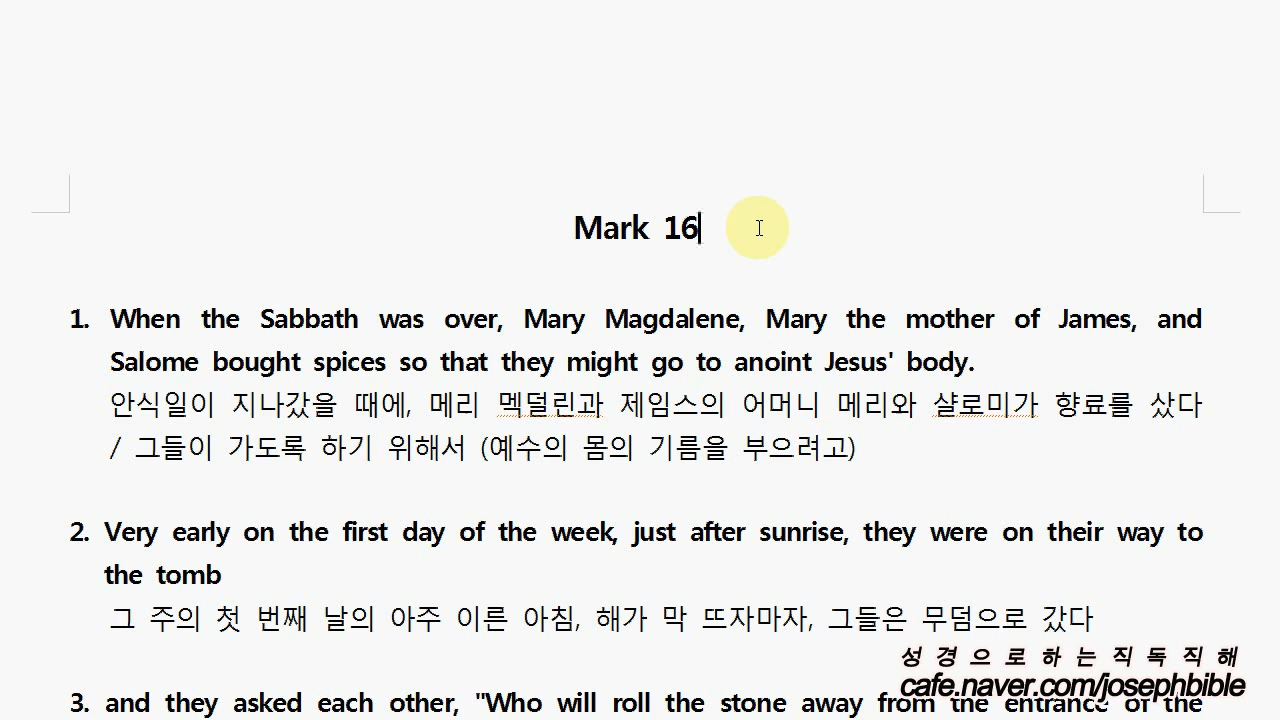 Mark 16
1. When the Sabbath was over, Mary Magdalene, Mary the mother of James, and
Salome bought spices so that they might go to anoint Jesus' body.
안식일이 지나갔을 때에, 메리 멕덜린과 제임스의 어머니 메리와 샬로미가 향료를 샀다
/ 그들이 가도록 하기 위해서 (예수의 몸의 기름을 부으려고)
2. Very early on the first day of the week, just after sunrise, they were on their way to
the tomb
그 주의 첫 번째 날의 아주 이른 아침, 해가 막 뜨자마자, 그들은 무덤으로 갔다
3. and they asked each other, "Who will roll the stone away from the entrance of the
성경으로하는직독직해
cafe.naver.com/josephbible